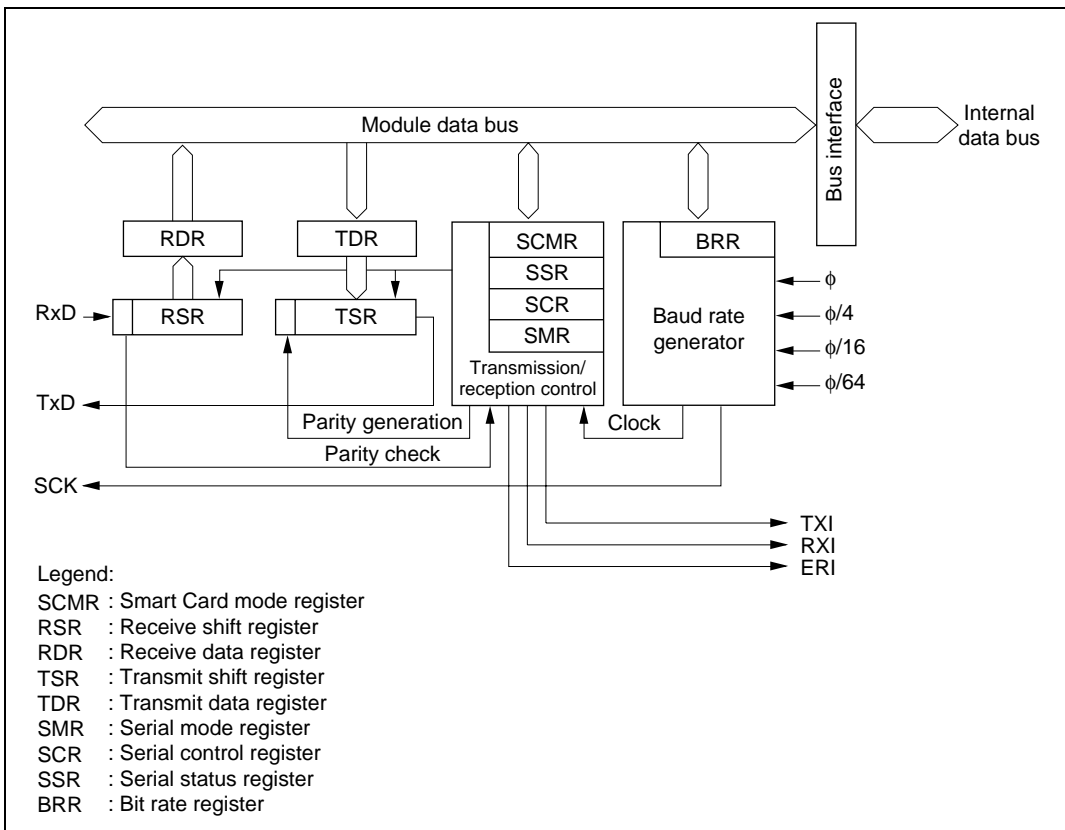 Bus interface
Internal
data bus
Module data bus
RDR
TDR
SCMR
SSR
SCR
SMR
Transmission/
reception control
BRR
Baud rate
generator
ϕ
ϕ/4
ϕ/16
ϕ/64
RxD
RSR
TSR
TxD
Parity generation
Parity check
Clock
SCK
TXI
RXI
ERI
Legend:
SCMR : Smart Card mode register
RSR : Receive shift register
RDR : Receive data register
TSR : Transmit shift register
TDR : Transmit data register
SMR : Serial mode register
SCR : Serial control register
SSR : Serial status register
BRR : Bit rate register